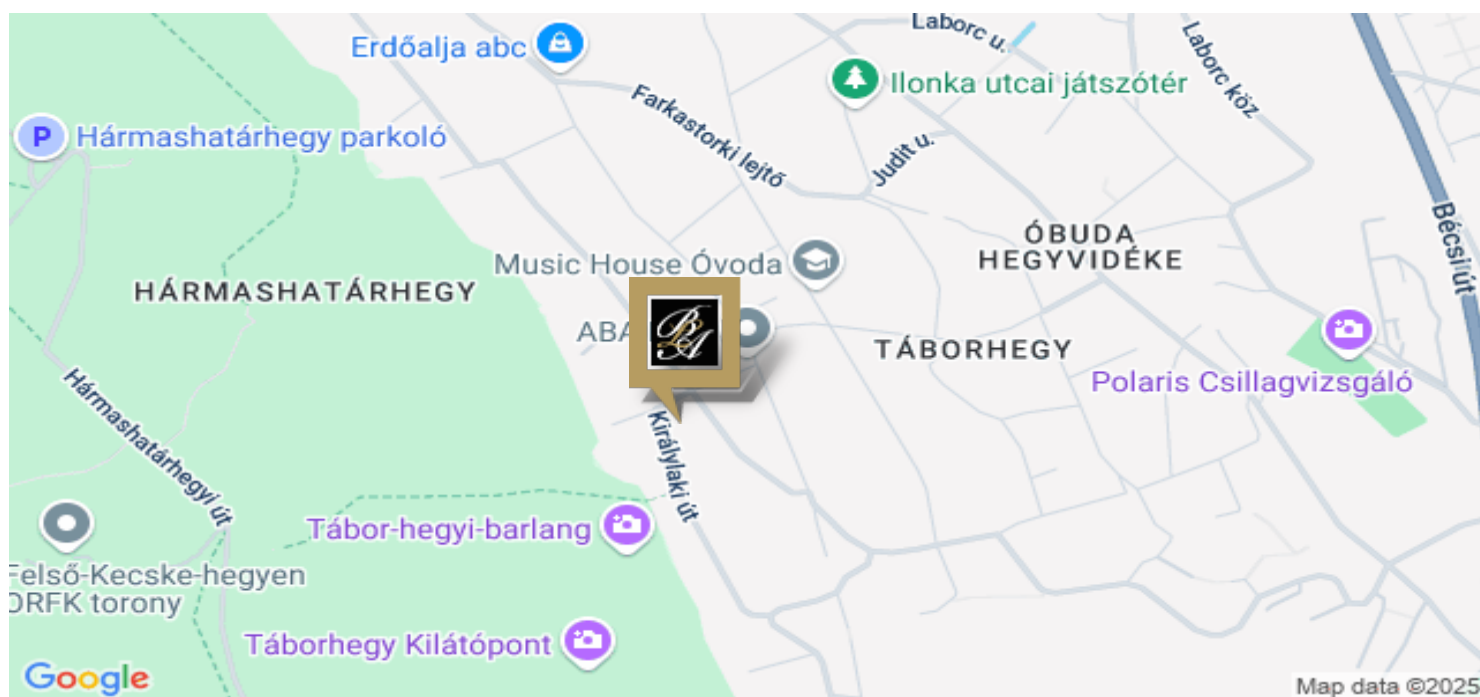 Laborc u.
Erdőalja abc
Laborc köz
Ilonka utcai játszótér
Farkastorki lejtő
P
Hármashatárhegy parkoló
Judit u.
Bécsi út
ÓBUDA
HEGYVIDÉKE
Music House Óvoda
HÁRMASHATÁRHEGY
TÁBORHEGY
Polaris Csillagvizsgáló
Hármashatárhegyi út
Királylaki út
Tábor-hegyi-barlang
Felső-Kecske-hegyen
ORFK torony
Táborhegy Kilátópont
Google
Map data ©2025